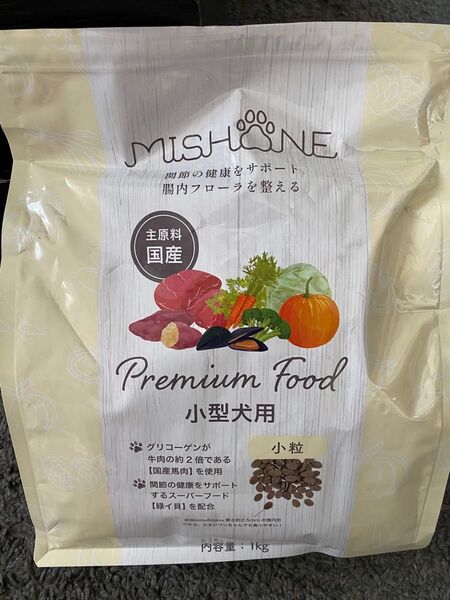 MISHONE
関節の健康をサポート
腸内フローラを整える
主原料
国産
Premium Food
小型犬用
グリコーゲンが
牛肉の約2倍である
【国産馬肉】を使用
関節の健康をサポート
するスーパーフード
【緑イ貝】を配合
小粒
内容量：1kg